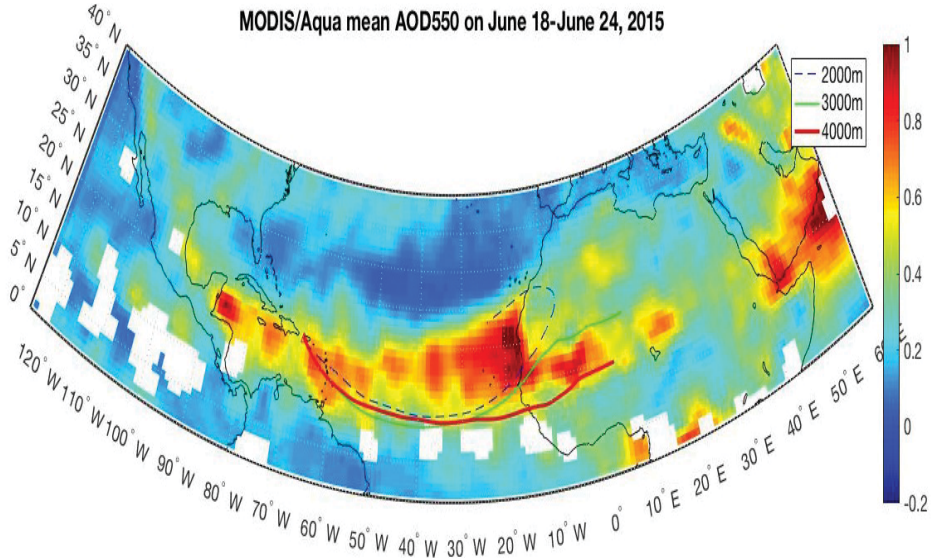 MODIS/Aqua mean AOD550 on June 18-June 24, 2015
40° N
35° N
30° N
25° N
20° N
15° N
10° N
5° N
0°
120° W
110° W
100° W
90° W
80° W
70° W
60° W
50° W
40° W
30° W
20° W
10° W
0°
10° E
20° E
30° E
40° E
50° E
2000m
3000m
4000m
1
0.8
0.6
0.4
0.2
0
-0.2